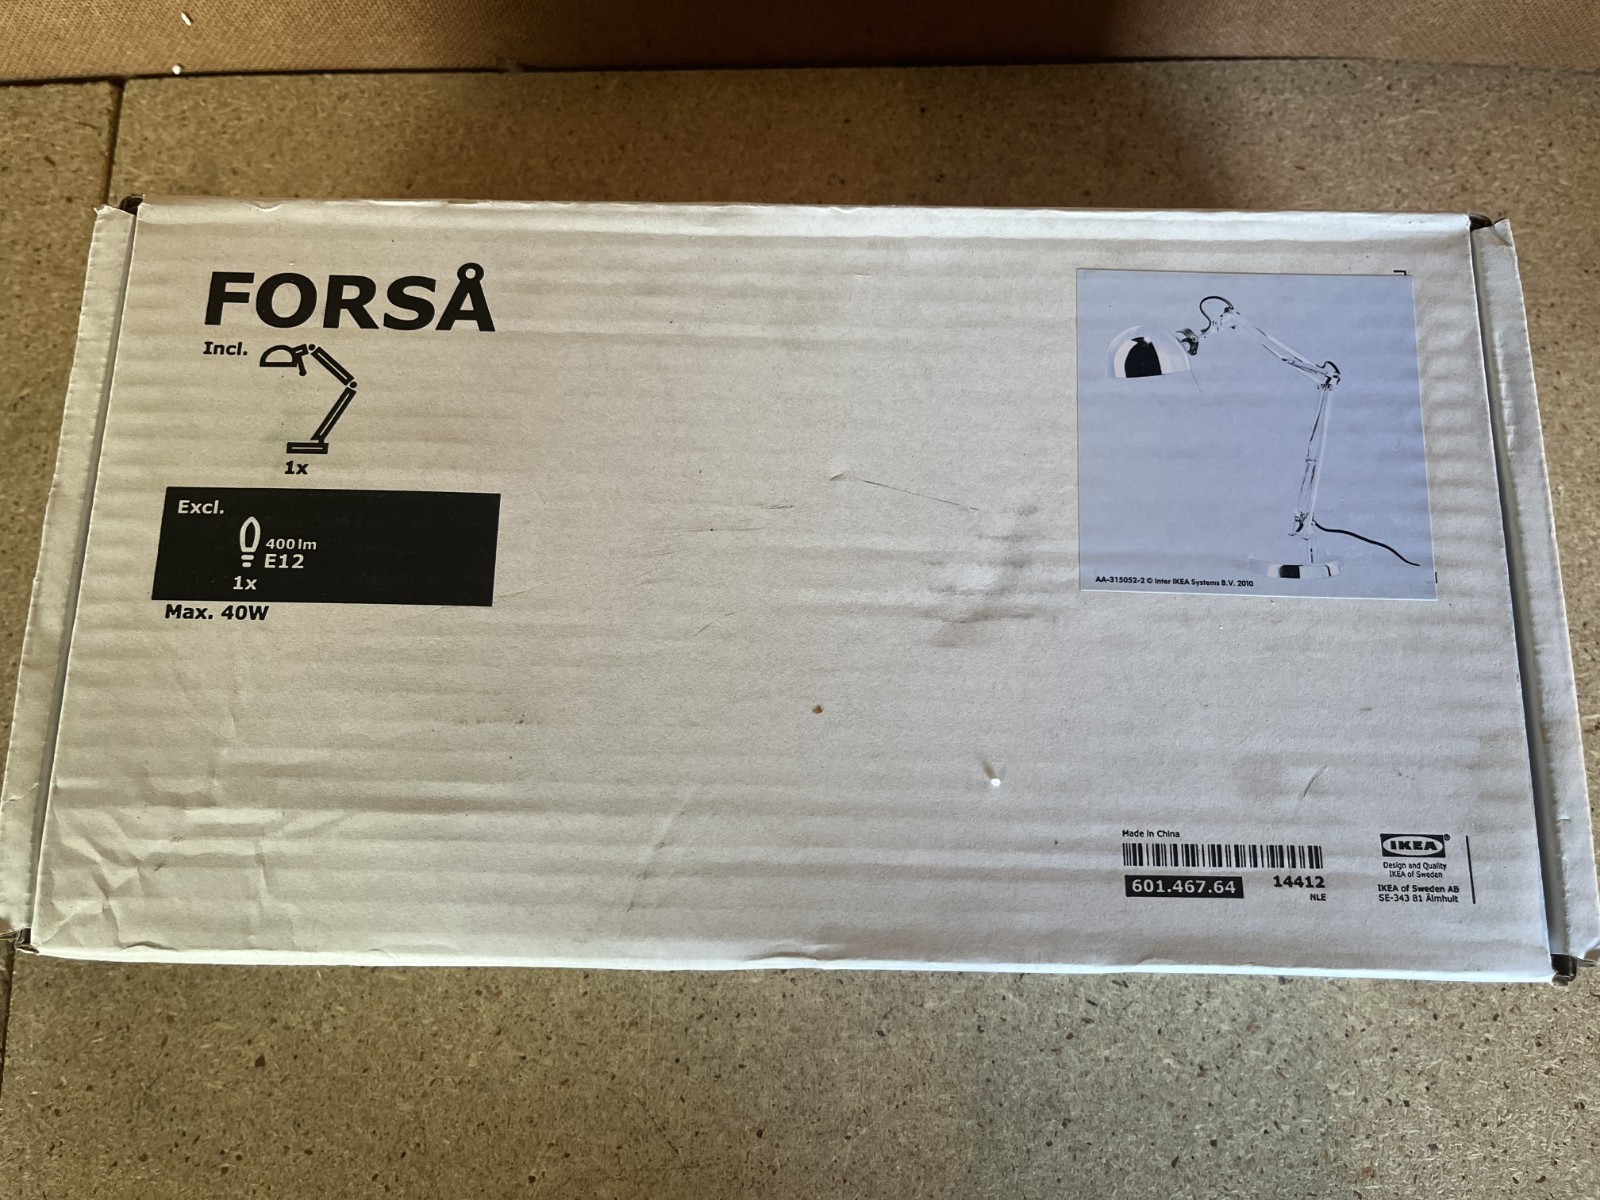 FORSÅ
Incl.
1x
Excl.
400 lm
E12
1x
Max. 40W
AA-315052-2 © Inter IKEA Systems B.V. 2010
Made in China
601.467.64
14412
NLE
IKEA®
Design and Quality
IKEA of Sweden
IKEA of Sweden AB
SE-343 81 Älmhult